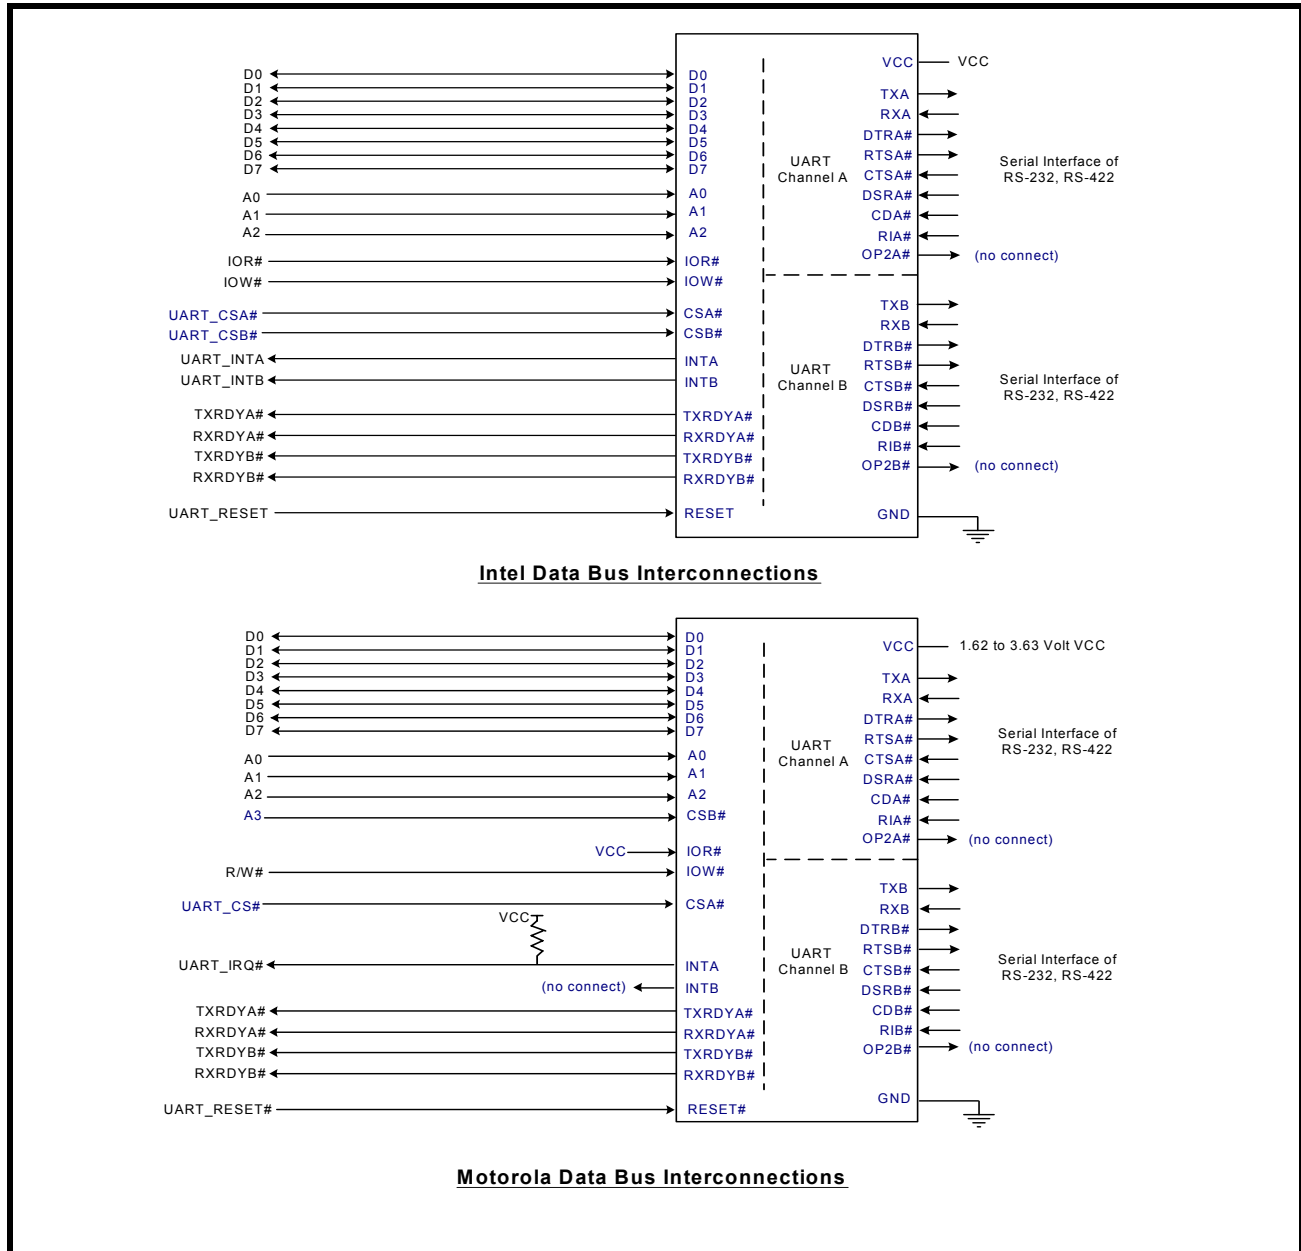 D0
D1
D2
D3
D4
D5
D6
D7
A0
A1
A2
IOR#
IOW#
UART_CSA#
UART_CSB#
UART_INTA
UART_INTB
TXRDYA#
RXRDYA#
TXRDYB#
RXRDYB#
UART_RESET
D0
D1
D2
D3
D4
D5
D6
D7
A0
A1
A2
IOR#
IOW#
CSA#
CSB#
INTA
INTB
TXRDYA#
RXRDYA#
TXRDYB#
RXRDYB#
RESET
UART
Channel A
UART
Channel B
VCC
TXA
RXA
DTRA#
RTSA#
CTSA#
DSRA#
CDA#
RIA#
OP2A#
TXB
RXB
DTRB#
RTSB#
CTSB#
DSRB#
CDB#
RIB#
OP2B#
GND
VCC
Serial Interface of
RS-232, RS-422
(no connect)
Serial Interface of
RS-232, RS-422
(no connect)
Intel Data Bus Interconnections
D0
D1
D2
D3
D4
D5
D6
D7
A0
A1
A2
A3
VCC
R/W#
UART_CS#
VCC
UART_IRQ#
(no connect)
TXRDYA#
RXRDYA#
TXRDYB#
RXRDYB#
UART_RESET#
D0
D1
D2
D3
D4
D5
D6
D7
A0
A1
A2
CSB#
IOR#
IOW#
CSA#
INTA
INTB
TXRDYA#
RXRDYA#
TXRDYB#
RXRDYB#
RESET#
UART
Channel A
UART
Channel B
VCC
TXA
RXA
DTRA#
RTSA#
CTSA#
DSRA#
CDA#
RIA#
OP2A#
TXB
RXB
DTRB#
RTSB#
CTSB#
DSRB#
CDB#
RIB#
OP2B#
GND
1.62 to 3.63 Volt VCC
Serial Interface of
RS-232, RS-422
(no connect)
Serial Interface of
RS-232, RS-422
(no connect)
Motorola Data Bus Interconnections